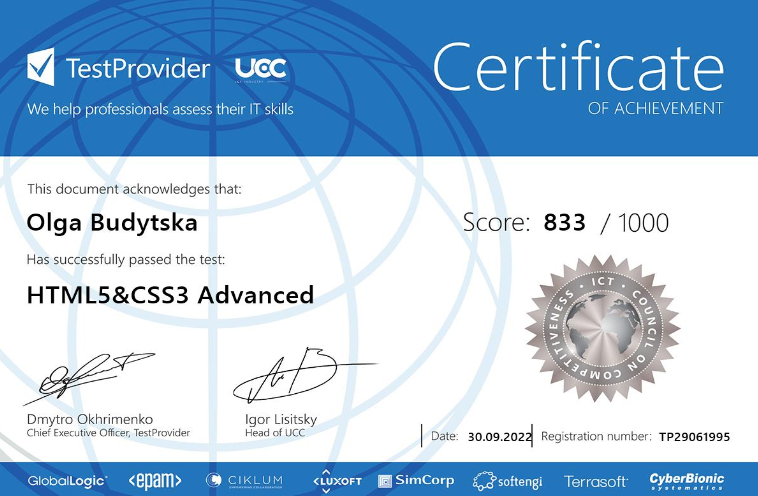 TestProvider UCC
We help professionals assess their IT skills
Certificate
OF ACHIEVEMENT
This document acknowledges that:
Olga Budytska
Has successfully passed the test:
HTML5&CSS3 Advanced
Score: 833 / 1000
ICT • COUNCIL ON COMPETITIVENESS •
Dmytro Okhrimenko
Chief Executive Officer, TestProvider
Igor Lisitsky
Head of UCC
Date: 30.09.2022 Registration number: TP29061995
GlobalLogic <epam> CIKLUM <LUXOFT SimCorp softengi Terrasoft CyberBionic
systematics